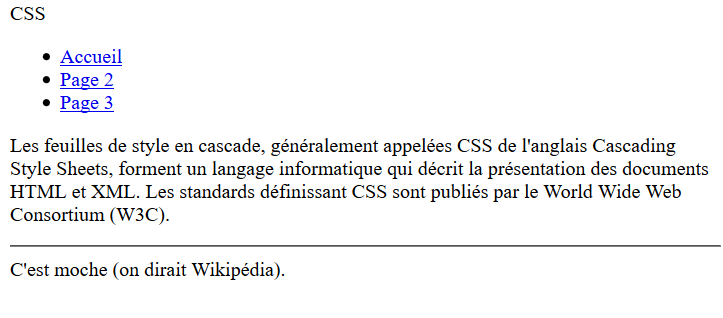 CSS
Accueil
Page 2
Page 3
Les feuilles de style en cascade, généralement appelées CSS de l'anglais Cascading
Style Sheets, forment un langage informatique qui décrit la présentation des documents
HTML et XML. Les standards définissant CSS sont publiés par le World Wide Web
Consortium (W3C).
C'est moche (on dirait Wikipédia).